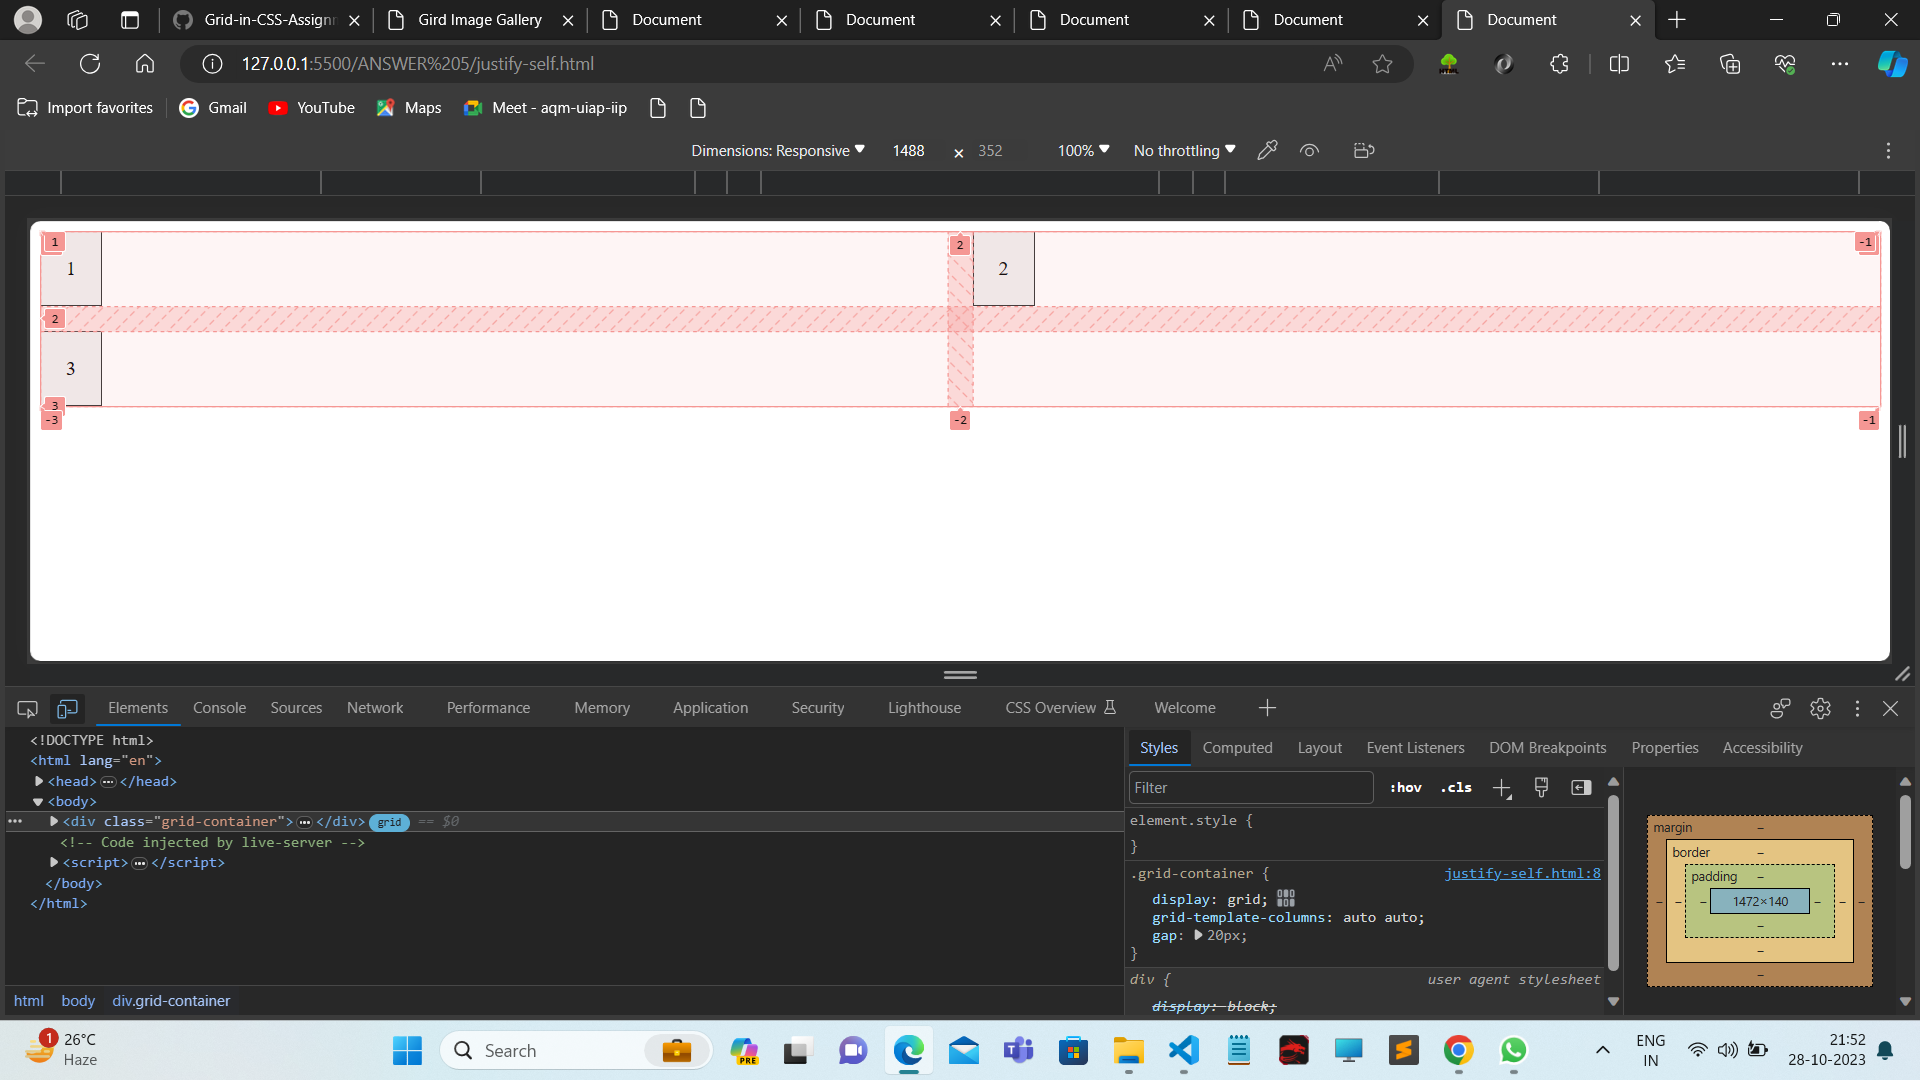 Grid-in-CSS-Assignn
Gird Image Gallery
Document
Document
Document
Document
Document
127.0.0.1:5500/ANSWER%205/justify-self.html
Import favorites
Gmail
YouTube
Maps
Meet - aqm-uiap-iip
Dimensions: Responsive
1488 × 352
100%
No throttling
1
2
-1
1
2
2
3
3
-3
-2
-1
Elements
Console
Sources
Network
Performance
Memory
Application
Security
Lighthouse
CSS Overview
Welcome
<!DOCTYPE html>
<html lang="en">
<head> ••• </head>
<body>
••• <div class="grid-container"> ••• </div> grid == $0
<!-- Code injected by live-server -->
<script> ••• </script>
</body>
</html>
html body div.grid-container
Styles
Computed
Layout
Event Listeners
DOM Breakpoints
Properties
Accessibility
Filter
:hov
.cls
element.style {
}
.grid-container {
justify-self.html:8
display: grid;
grid-template-columns: auto auto;
gap: 20px;
}
div {
user agent stylesheet
display: block;
margin –
border –
padding –
– – – 1472×140 – – –
–
–
–
1
26°C
Haze
Search
PRE
ENG
IN
21:52
28-10-2023